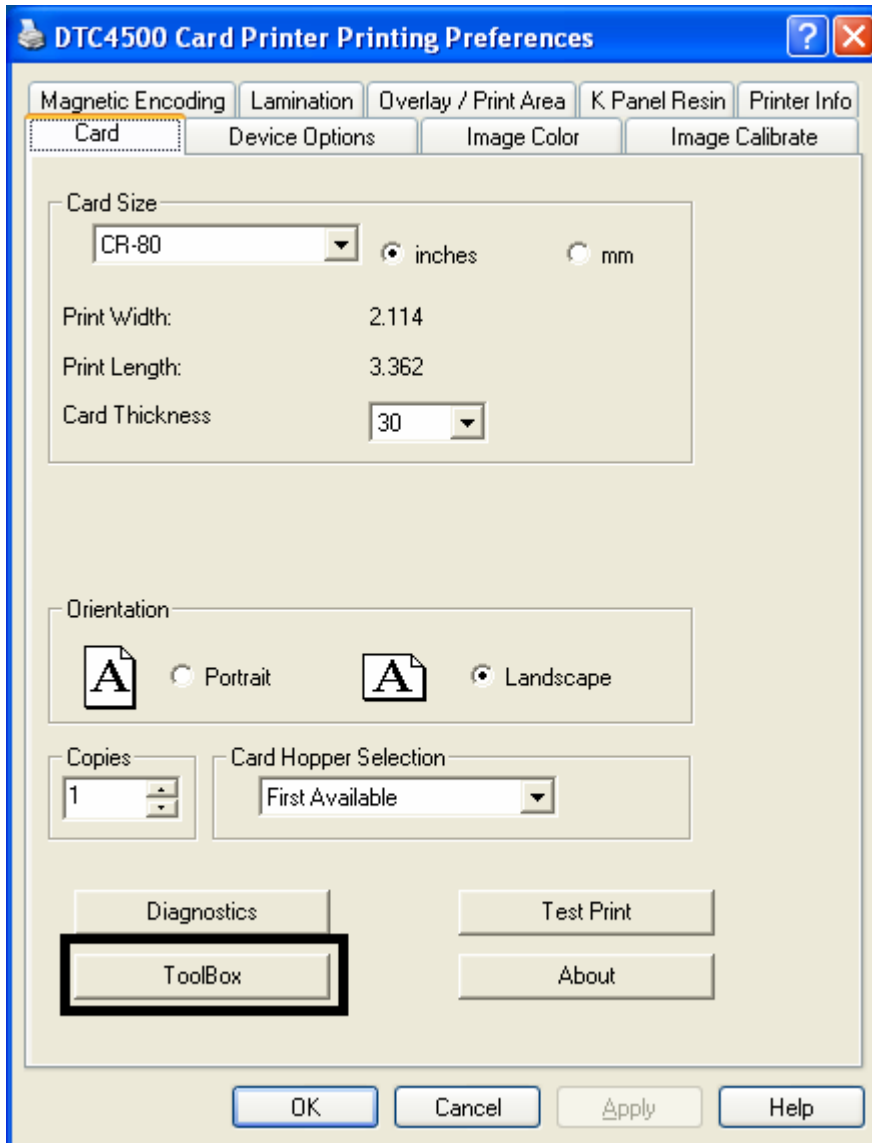 DTC4500 Card Printer Printing Preferences
Magnetic Encoding Lamination Overlay / Print Area K Panel Resin Printer Info
Card Device Options Image Color Image Calibrate
Card Size
CR-80 inches mm
Print Width: 2.114
Print Length: 3.362
Card Thickness 30
Orientation
A Portrait A Landscape
Copies Card Hopper Selection
1 First Available
Diagnostics Test Print
ToolBox About
OK Cancel Apply Help